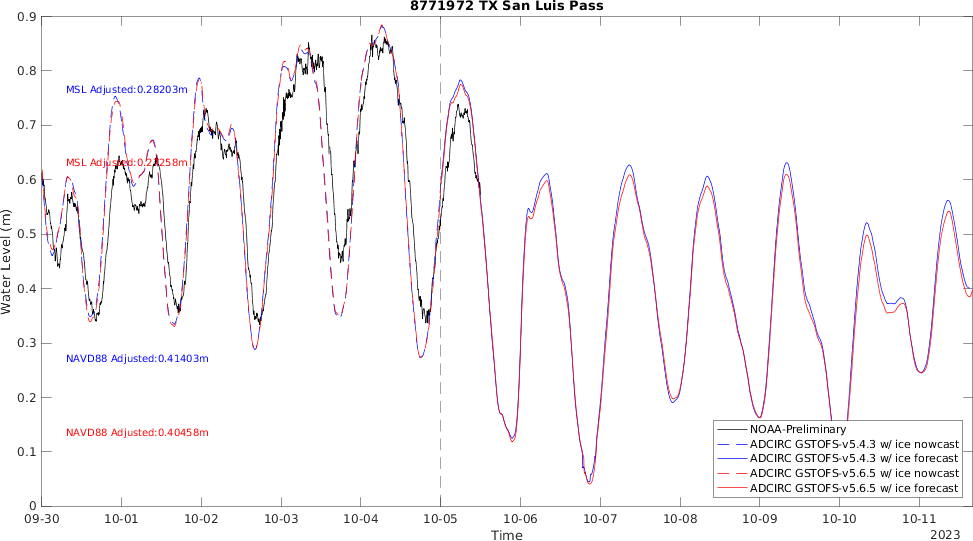 8771972 TX San Luis Pass
Water Level (m)
0.9
0.8
0.7
0.6
0.5
0.4
0.3
0.2
0.1
0
MSL Adjusted:0.28203m
NAVD88 Adjusted:0.41403m
NAVD88 Adjusted:0.40458m
NOAA-Preliminary
ADCIRC GSTOFS-v5.4.3 w/ ice nowcast
ADCIRC GSTOFS-v5.4.3 w/ ice forecast
ADCIRC GSTOFS-v5.6.5 w/ ice nowcast
ADCIRC GSTOFS-v5.6.5 w/ ice forecast
09-30 10-01 10-02 10-03 10-04 10-05 10-06 10-07 10-08 10-09 10-10 10-11
Time
2023
MSL Adjusted: